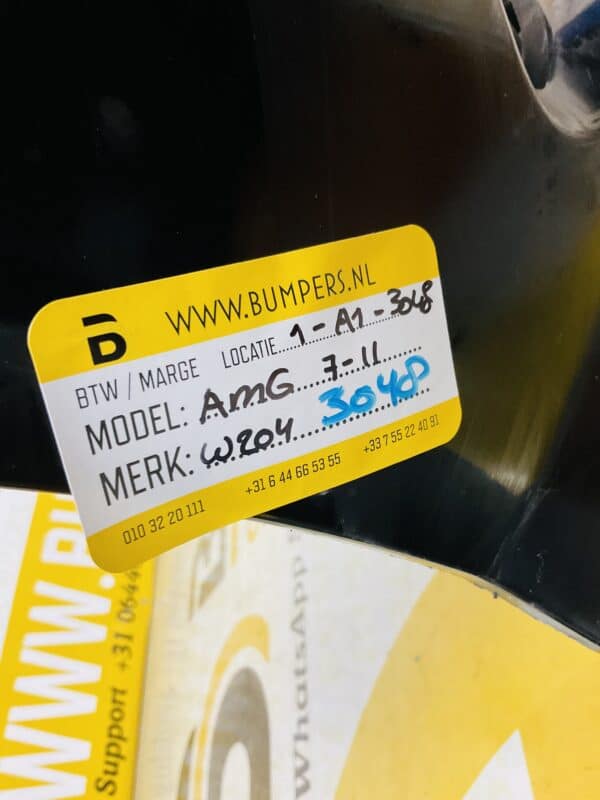 WWW.BUMPERS.NL
BTW / MARGE LOCATIE 1-A1-3048
MODEL: AMG 7-11
MERK: W204 3048
010 32 20 111 +31 6 44 66 53 55 +33 7 55 22 40 91
WWW.BU
Support +31 0644
WhatsApp